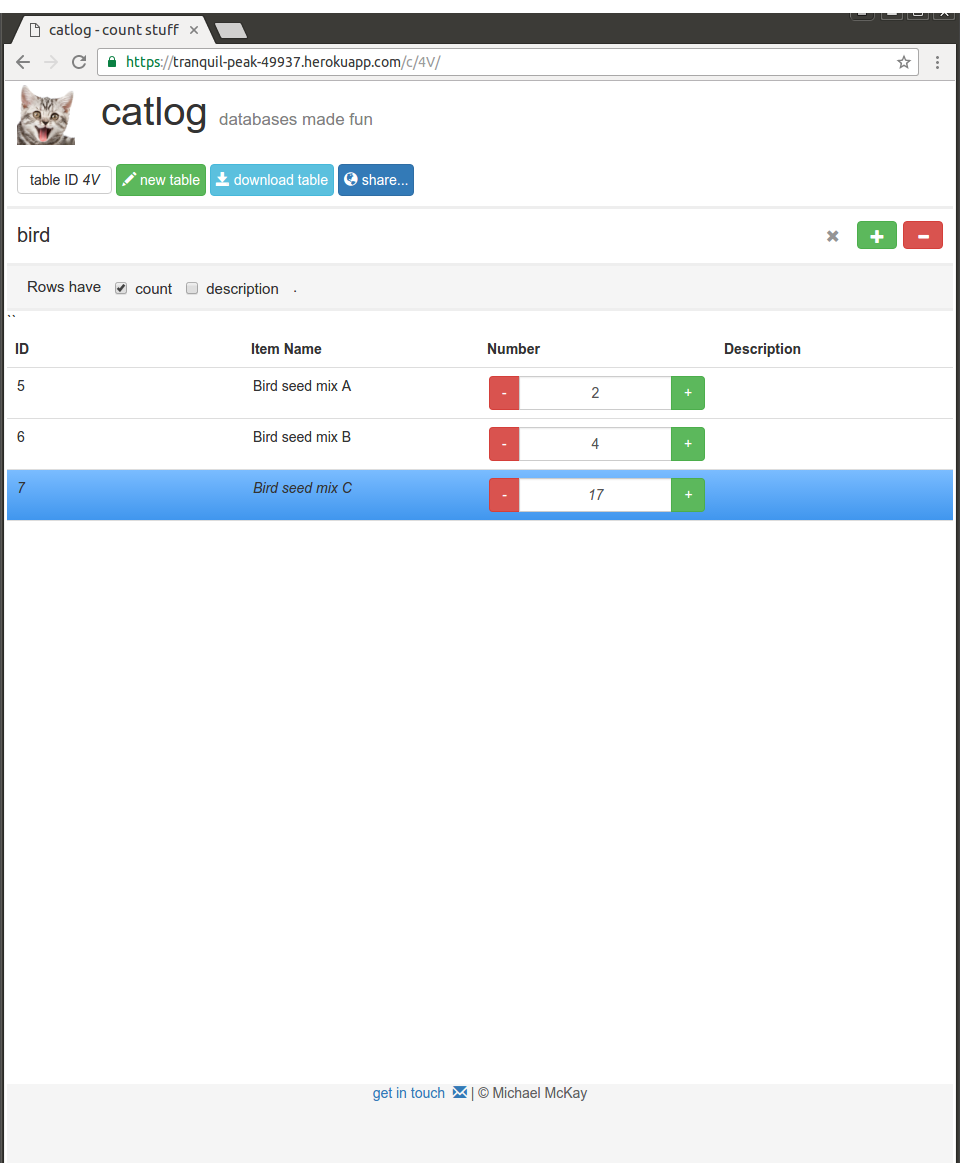 catlog - count stuff
https://tranquil-peak-49937.herokuapp.com/c/4V/
catlog databases made fun
table ID 4V new table download table share...
bird
Rows have count description .
``
ID Item Name Number Description
5 Bird seed mix A - 2 +
6 Bird seed mix B - 4 +
7 Bird seed mix C - 17 +
get in touch | © Michael McKay